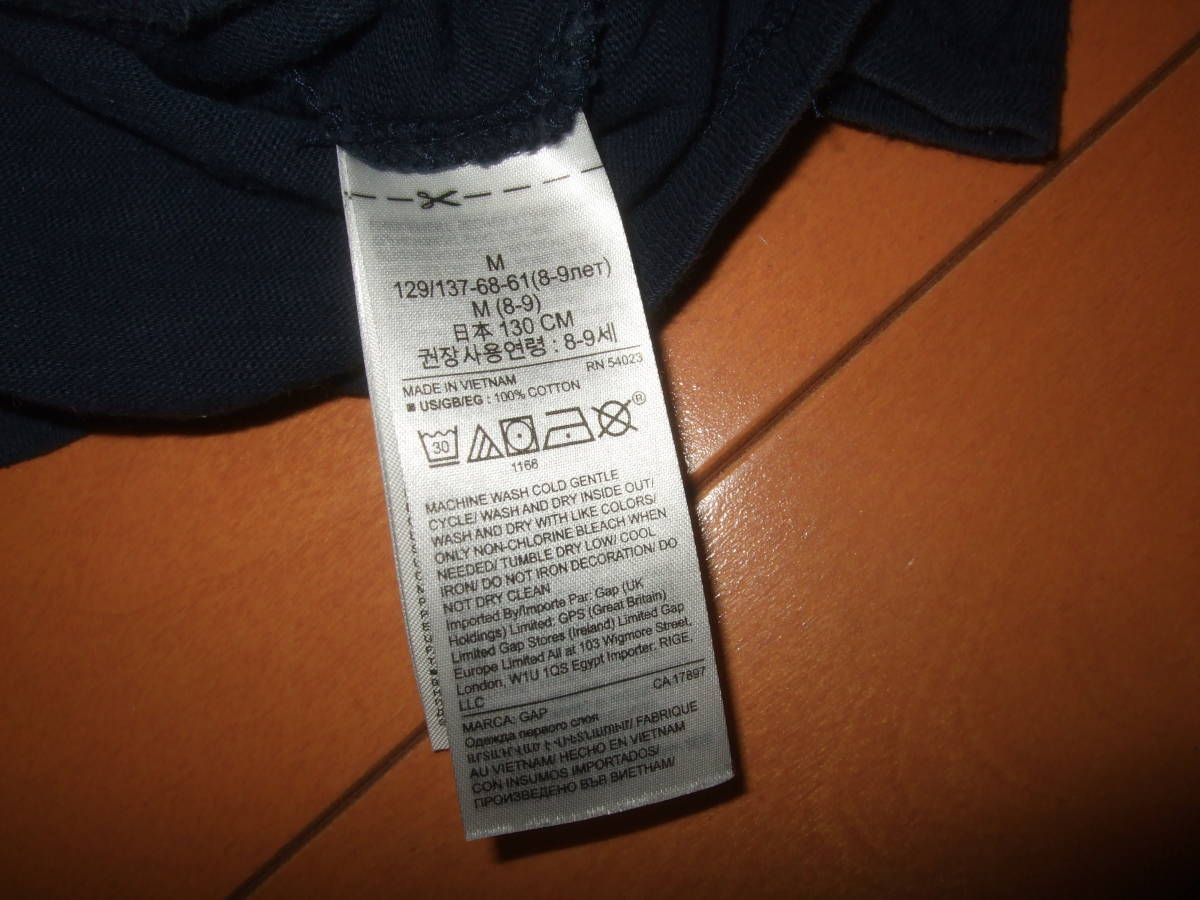 M
129/137-68-61(8-9лет)
M (8-9)
日本 130 CM
권장사용연령 : 8-9세
RN 54023
MADE IN VIETNAM
■ US/GB/EG : 100% COTTON
30
®
1168
MACHINE WASH COLD GENTLE
CYCLE/ WASH AND DRY INSIDE OUT/
WASH AND DRY WITH LIKE COLORS/
ONLY NON-CHLORINE BLEACH WHEN
NEEDED/ TUMBLE DRY LOW/ COOL
IRON/ DO NOT IRON DECORATION/ DO
NOT DRY CLEAN
Imported By/Importe Par: Gap (UK
Holdings) Limited; GPS (Great Britain)
Limited Gap Stores (Ireland) Limited Gap
Europe Limited All at 103 Wigmore Street,
London, W1U 1QS Egypt Importer: RIGE,
LLC
CA 17897
MARCA: GAP
Одежда первого слоя
FABRIQUE
AU VIETNAM/ HECHO EN VIETNAM
CON INSUMOS IMPORTADOS/
ПРОИЗВЕДЕНО ВЪВ ВИЕТНАМ/